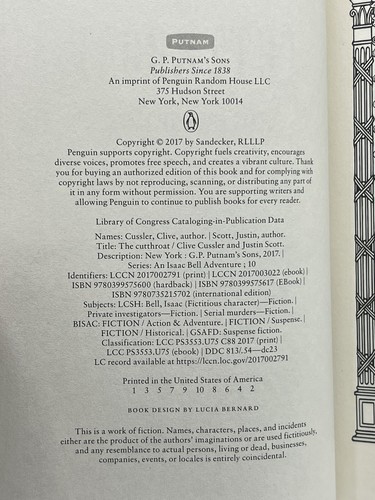 PUTNAM
G. P. PUTNAM'S SONS
Publishers Since 1838
An imprint of Penguin Random House LLC
375 Hudson Street
New York, New York 10014
Copyright © 2017 by Sandecker, RLLLP
Penguin supports copyright. Copyright fuels creativity, encourages
diverse voices, promotes free speech, and creates a vibrant culture. Thank
you for buying an authorized edition of this book and for complying with
copyright laws by not reproducing, scanning, or distributing any part of
it in any form without permission. You are supporting writers and
allowing Penguin to continue to publish books for every reader.
Library of Congress Cataloging-in-Publication Data
Names: Cussler, Clive, author. | Scott, Justin, author.
Title: The cutthroat / Clive Cussler and Justin Scott.
Description: New York : G.P. Putnam's Sons, 2017. |
Series: An Isaac Bell Adventure ; 10
Identifiers: LCCN 2017002791 (print) | LCCN 2017003022 (ebook) |
ISBN 9780399575600 (hardback) | ISBN 9780399575617 (EBook) |
ISBN 9780735215702 (international edition)
Subjects: LCSH: Bell, Isaac (Fictitious character)—Fiction. |
Private investigators—Fiction. | Serial murders—Fiction. |
BISAC: FICTION / Action & Adventure. | FICTION / Suspense. |
FICTION / Historical. | GSAFD: Suspense fiction.
Classification: LCC PS3553.U75 C88 2017 (print) |
LCC PS3553.U75 (ebook) | DDC 813/.54—dc23
LC record available at https://lccn.loc.gov/2017002791
Printed in the United States of America
1 3 5 7 9 10 8 6 4 2
BOOK DESIGN BY LUCIA BERNARD
This is a work of fiction. Names, characters, places, and incidents
either are the product of the authors' imaginations or are used fictitiously,
and any resemblance to actual persons, living or dead, businesses,
companies, events, or locales is entirely coincidental.